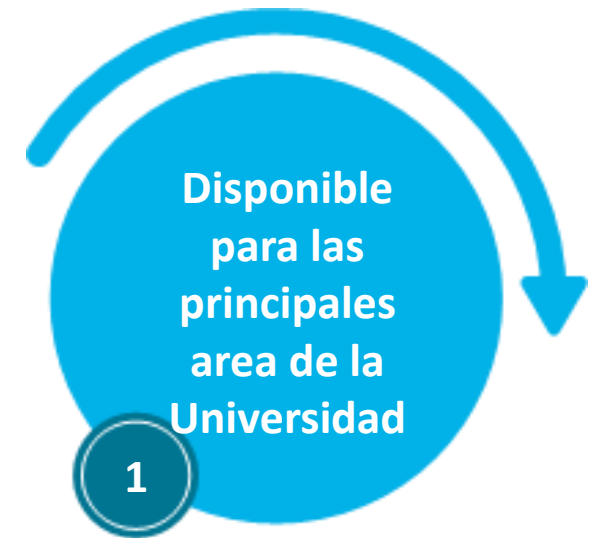 Disponible
para las
principales
area de la
Universidad
1